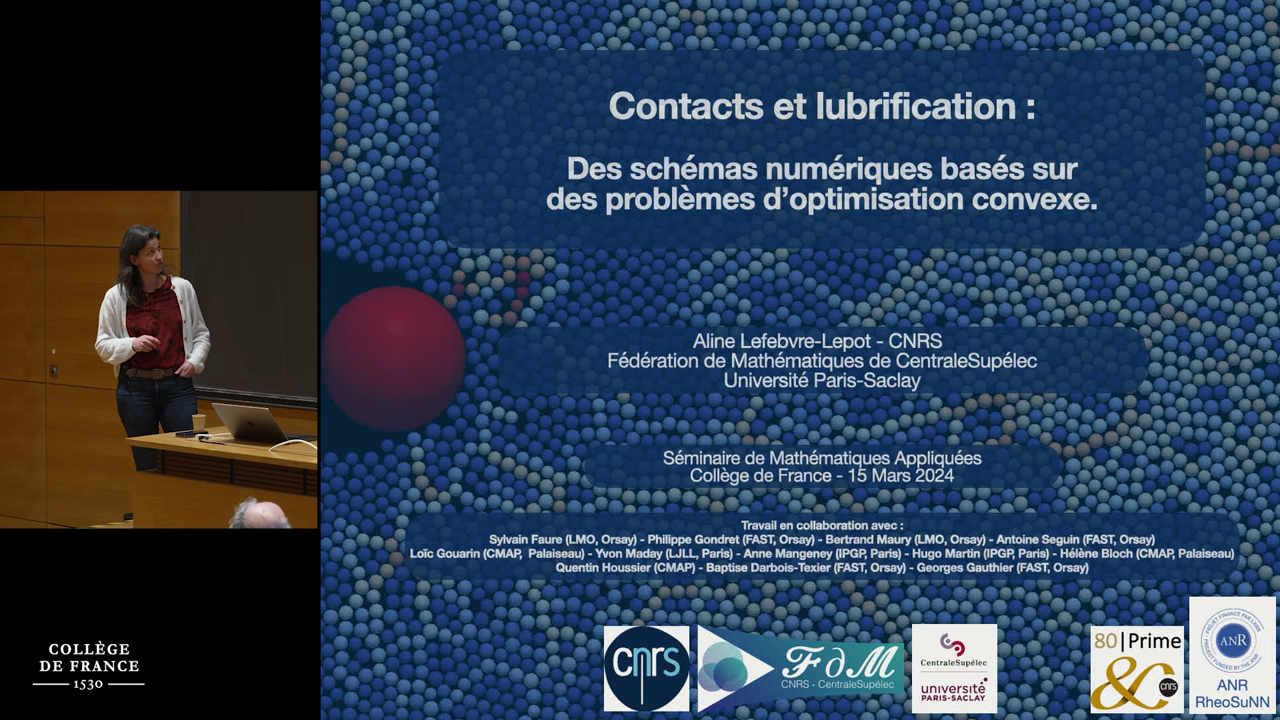 Contacts et lubrification :
Des schémas numériques basés sur
des problèmes d'optimisation convexe.
Aline Lefebvre-Lepot - CNRS
Fédération de Mathématiques de CentraleSupélec
Université Paris-Saclay
Séminaire de Mathématiques Appliquées
Collège de France - 15 Mars 2024
Travail en collaboration avec :
Sylvain Faure (LMO, Orsay) - Philippe Gondret (FAST, Orsay) - Bertrand Maury (LMO, Orsay) - Antoine Seguin (FAST, Orsay)
Loïc Gouarin (CMAP, Palaiseau) - Yvon Maday (LJLL, Paris) - Anne Mangeney (IPGP, Paris) - Hugo Martin (IPGP, Paris) - Hélène Bloch (CMAP, Palaiseau)
Quentin Houssier (CMAP) - Baptise Darbois-Texier (FAST, Orsay) - Georges Gauthier (FAST, Orsay)
COLLÈGE
DE FRANCE
1530
cnrs
FdM
CNRS - CentraleSupélec
CentraleSupélec
université
PARIS-SACLAY
80|Prime
&
cnrs
ANR
ANR
RheoSuNN